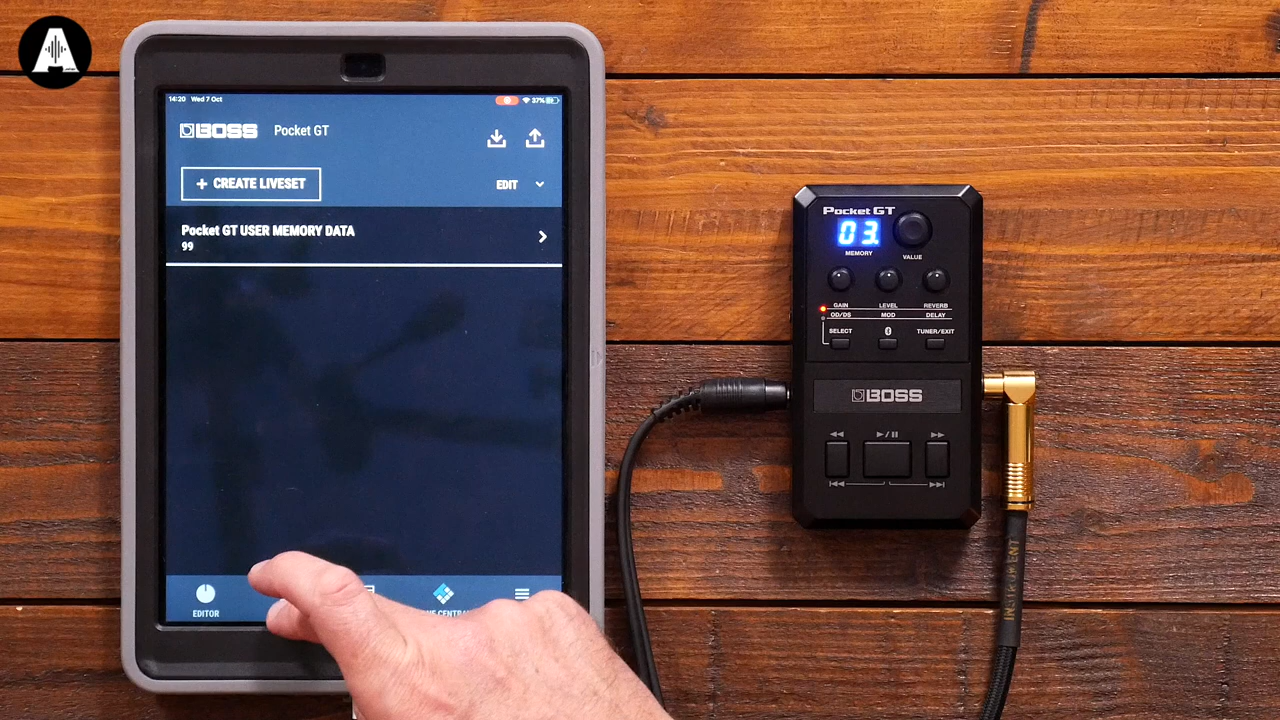 14:20 Wed 7 Oct 37%
BOSS Pocket GT
+ CREATE LIVESET
EDIT
Pocket GT USER MEMORY DATA
99
EDITOR
Pocket GT
03.
MEMORY
VALUE
GAIN LEVEL REVERB
OD/DS MOD DELAY
SELECT TUNER/EXIT
BOSS
INSTRUMENT